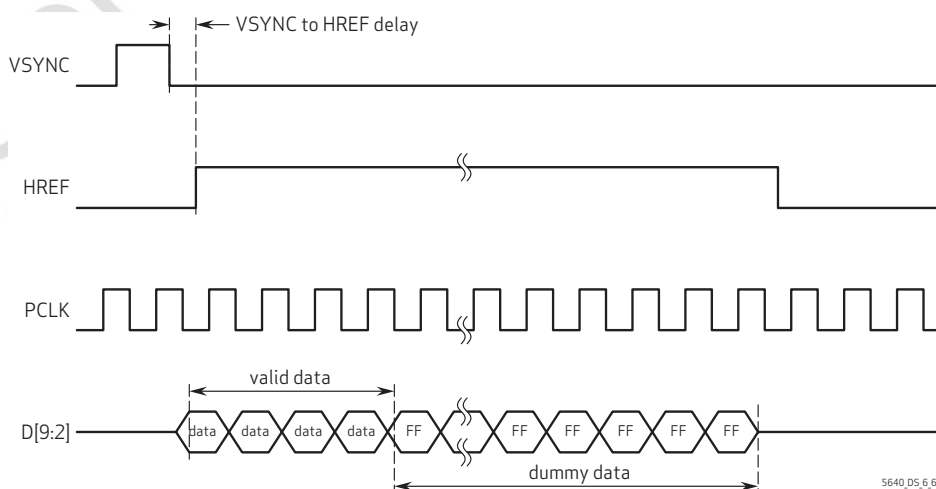 VSYNC to HREF delay
VSYNC
HREF
PCLK
valid data
D[9:2]
data data data data FF FF FF FF FF FF
dummy data
5640_DS_6_6